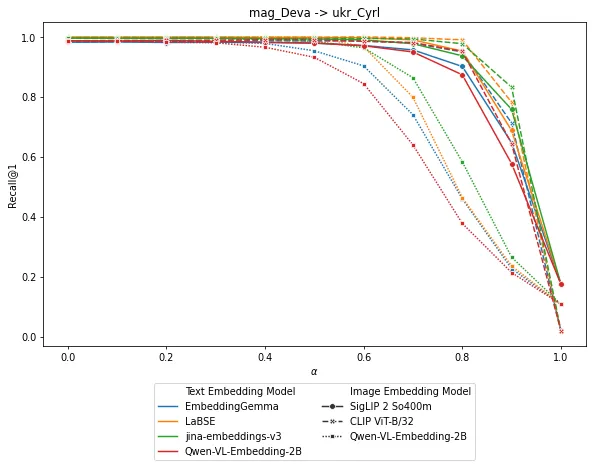 mag_Deva -> ukr_Cyrl
1.0
0.8
0.6
0.4
0.2
0.0
Recall@1
0.0 0.2 0.4 0.6 0.8 1.0
α
Text Embedding Model
EmbeddingGemma
LaBSE
jina-embeddings-v3
Qwen-VL-Embedding-2B
Image Embedding Model
SigLIP 2 So400m
CLIP ViT-B/32
Qwen-VL-Embedding-2B